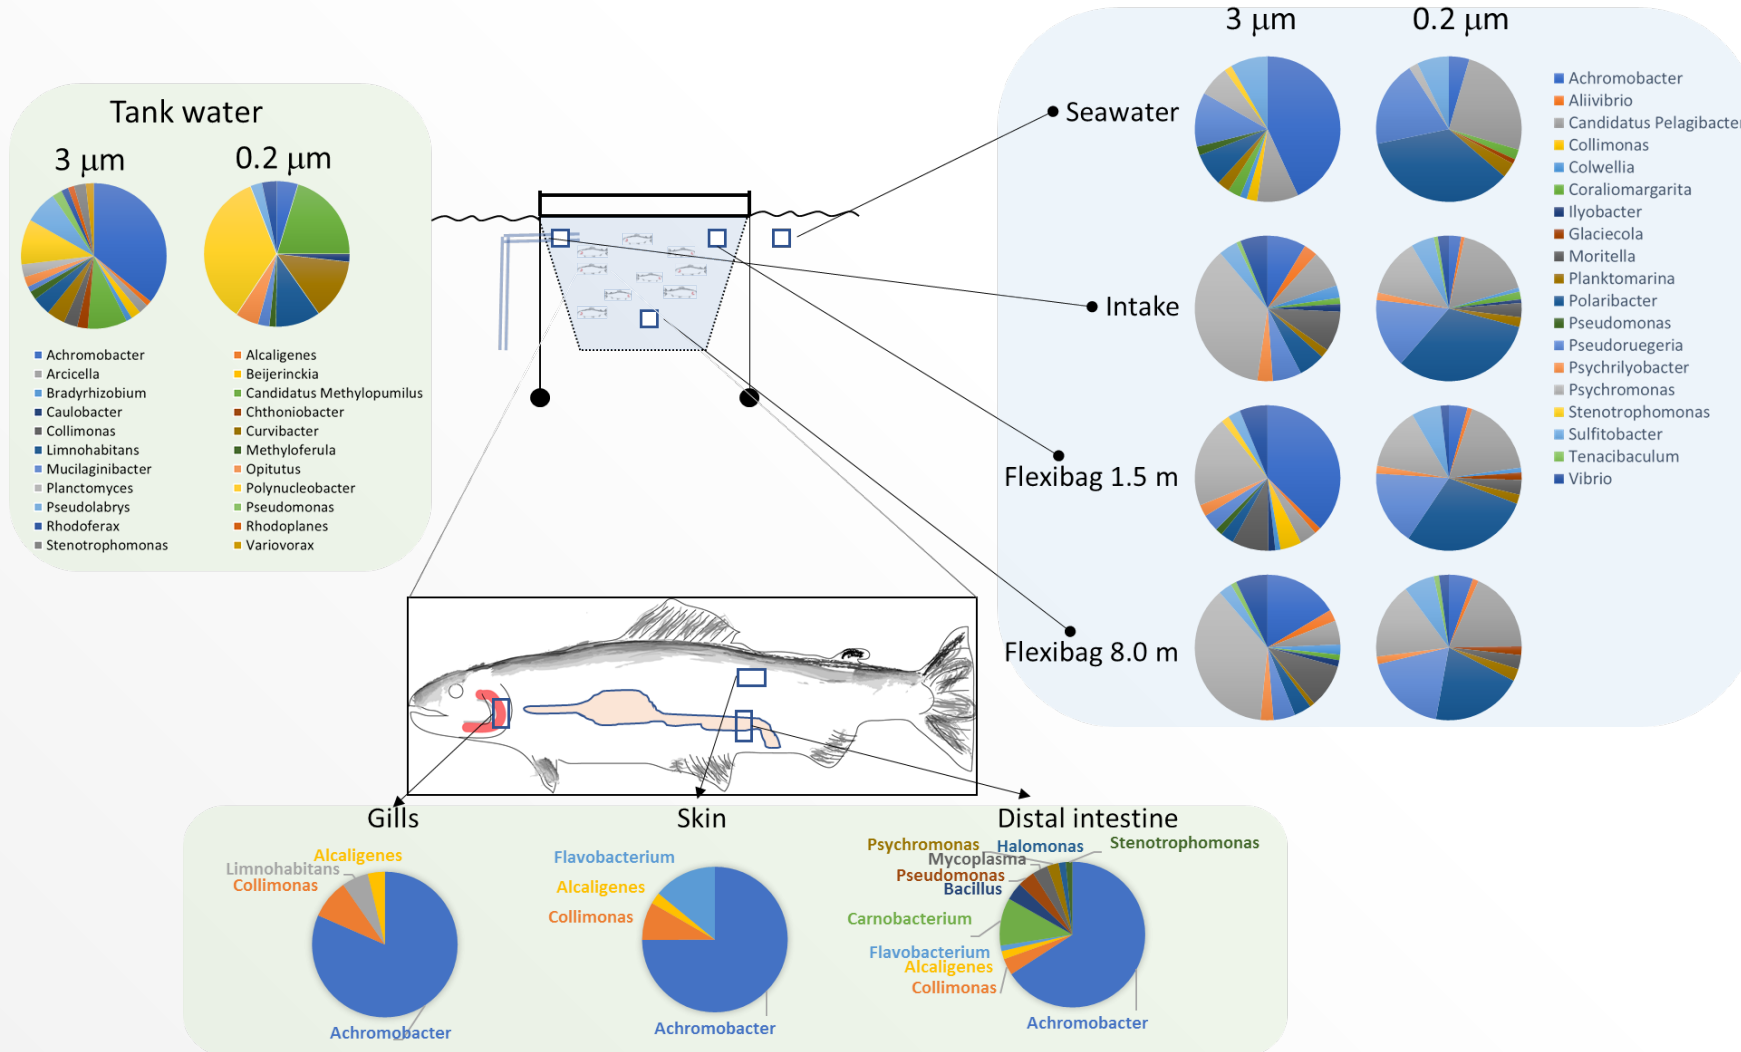 Tank water
3 μm
0.2 μm
Achromobacter
Alcaligenes
Arcicella
Beijerinckia
Bradyrhizobium
Candidatus Methylopumilus
Caulobacter
Chthoniobacter
Collimonas
Curvibacter
Limnohabitans
Methyloferula
Mucilaginibacter
Opitutus
Planctomyces
Polynucleobacter
Pseudolabrys
Pseudomonas
Rhodoferax
Rhodoplanes
Stenotrophomonas
Variovorax
3 μm
0.2 μm
Seawater
Intake
Flexibag 1.5 m
Flexibag 8.0 m
Achromobacter
Aliivibrio
Candidatus Pelagibacter
Collimonas
Colwellia
Coraliomargarita
Ilyobacter
Glaciecola
Moritella
Planktomarina
Polaribacter
Pseudomonas
Pseudoruegeria
Psychrilyobacter
Psychromonas
Stenotrophomonas
Sulfitobacter
Tenacibaculum
Vibrio
Gills
Alcaligenes
Limnohabitans
Collimonas
Achromobacter
Skin
Flavobacterium
Alcaligenes
Collimonas
Achromobacter
Distal intestine
Psychromonas
Halomonas
Stenotrophomonas
Mycoplasma
Pseudomonas
Bacillus
Carnobacterium
Flavobacterium
Alcaligenes
Collimonas
Achromobacter